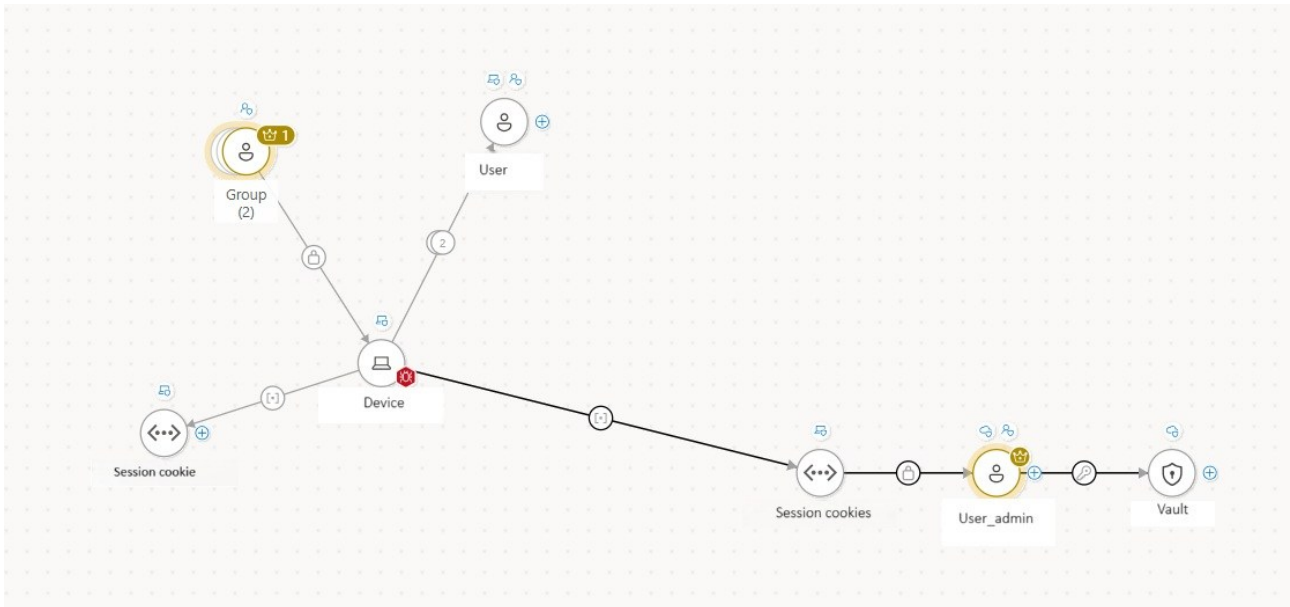 1
User
Group
(2)
2
Device
Session cookie
Session cookies
User_admin
Vault